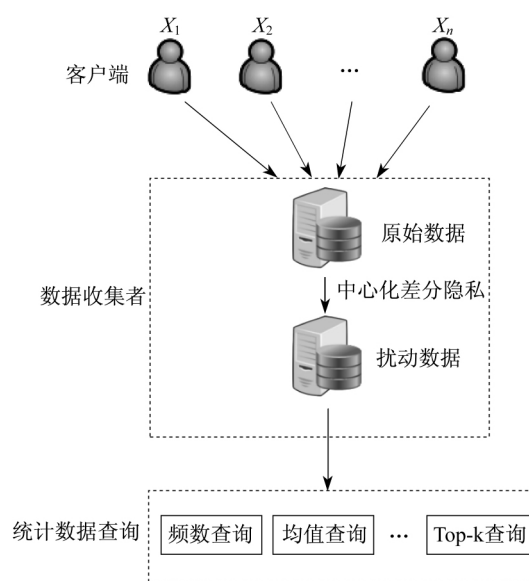 X1 X2 Xn
客户端 ...
原始数据
数据收集者 中心化差分隐私
扰动数据
统计数据查询 频数查询 均值查询 ... Top-k查询